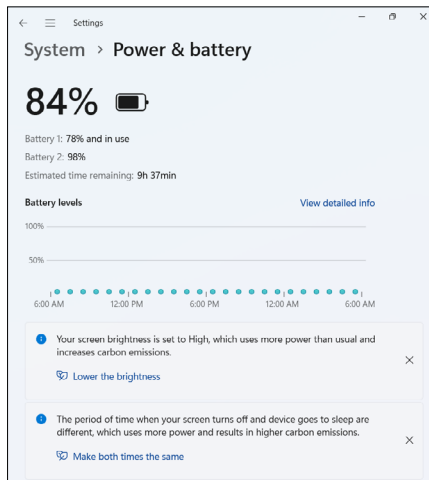 Settings
System > Power & battery
84%
Battery 1: 78% and in use
Battery 2: 98%
Estimated time remaining: 9h 37min
Battery levels
View detailed info
100%
50%
6:00 AM 12:00 PM 6:00 PM 12:00 AM 6:00 AM
Your screen brightness is set to High, which uses more power than usual and
increases carbon emissions.
Lower the brightness
The period of time when your screen turns off and device goes to sleep are
different, which uses more power and results in higher carbon emissions.
Make both times the same